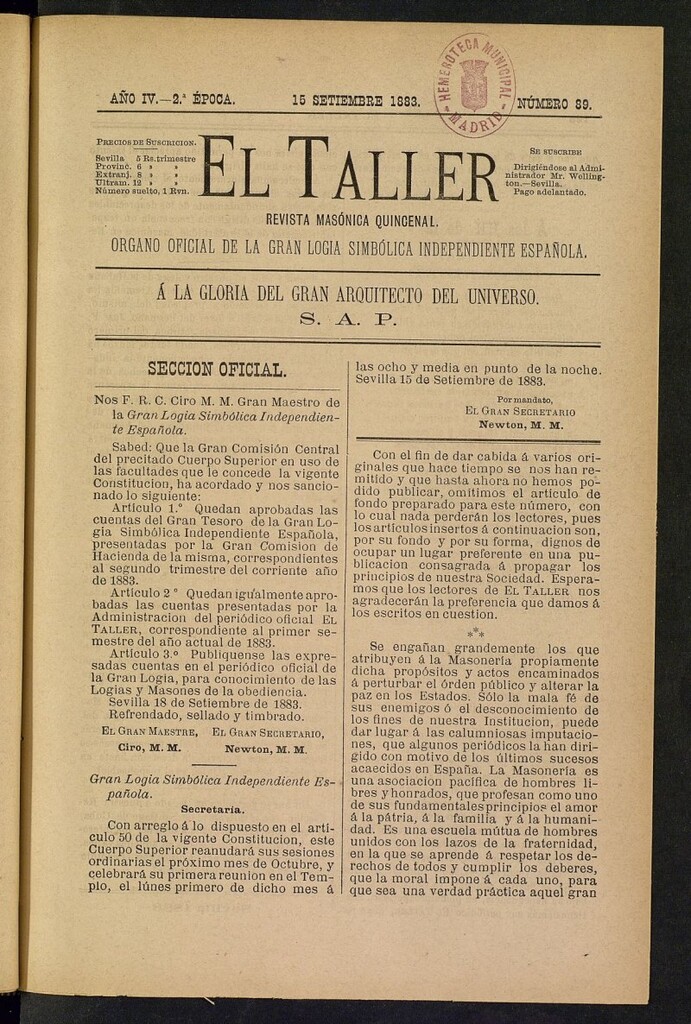 AÑO IV.—2.ª ÉPOCA.
15 SETIEMBRE 1883.
NÚMERO 89.
HEMEROTECA MUNICIPAL
MADRID
PRECIOS DE SUSCRICION.
Sevilla 5 Rs. trimestre
Provinc. 6 » »
Extranj. 8 » »
Ultram. 12 » »
Número suelto, 1 Rvn.
EL TALLER
SE SUSCRIBE
Dirigiéndose al Admi-
nistrador Mr. Welling-
ton.—Sevilla.
Pago adelantado.
REVISTA MASÓNICA QUINCENAL.
ORGANO OFICIAL DE LA GRAN LOGIA SIMBÓLICA INDEPENDIENTE ESPAÑOLA.
Á LA GLORIA DEL GRAN ARQUITECTO DEL UNIVERSO.
S. A. P.
SECCION OFICIAL.
Nos F. R. C. Ciro M. M. Gran Maestro de
la Gran Logia Simbólica Independien-
te Española.
Sabed: Que la Gran Comisión Central
del precitado Cuerpo Superior en uso de
las facultades que le concede la vigente
Constitucion, ha acordado y nos sancio-
nado lo siguiente:
Artículo 1.º Quedan aprobadas las
cuentas del Gran Tesoro de la Gran Lo-
gia Simbólica Independiente Española,
presentadas por la Gran Comision de
Hacienda de la misma, correspondientes
al segundo trimestre del corriente año
de 1883.
Artículo 2º Quedan igualmente apro-
badas las cuentas presentadas por la
Administracion del periódico oficial EL
TALLER, correspondiente al primer se-
mestre del año actual de 1883.
Artículo 3.º Publíquense las expre-
sadas cuentas en el periódico oficial de
la Gran Logia, para conocimiento de las
Logias y Masones de la obediencia.
Sevilla 18 de Setiembre de 1883.
Refrendado, sellado y timbrado.
EL GRAN MAESTRE, EL GRAN SECRETARIO,
Ciro, M. M. Newton, M. M.
Gran Logia Simbólica Independiente Es-
pañola.
Secretaría.
Con arreglo á lo dispuesto en el artí-
culo 50 de la vigente Constitucion, este
Cuerpo Superior reanudará sus sesiones
ordinarias el próximo mes de Octubre, y
celebrará su primera reunion en el Tem-
plo, el lúnes primero de dicho mes á
las ocho y media en punto de la noche.
Sevilla 15 de Setiembre de 1883.
Por mandato,
EL GRAN SECRETARIO
Newton, M. M.
Con el fin de dar cabida á varios ori-
ginales que hace tiempo se nos han re-
mitido y que hasta ahora no hemos po-
dido publicar, omitimos el artículo de
fondo preparado para este número, con
lo cual nada perderán los lectores, pues
los artículos insertos á continuacion son,
por su fondo y por su forma, dignos de
ocupar un lugar preferente en una pu-
blicacion consagrada á propagar los
principios de nuestra Sociedad. Espera-
mos que los lectores de EL TALLER nos
agradecerán la preferencia que damos á
los escritos en cuestion.
***
Se engañan grandemente los que
atribuyen á la Masonería propiamente
dicha propósitos y actos encaminados
á perturbar el órden público y alterar la
paz en los Estados. Sólo la mala fé de
sus enemigos ó el desconocimiento de
los fines de nuestra Institucion, puede
dar lugar á las calumniosas imputacio-
nes, que algunos periódicos la han diri-
gido con motivo de los últimos sucesos
acaecidos en España. La Masonería es
una asociacion pacífica de hombres li-
bres y honrados, que profesan como uno
de sus fundamentales principios el amor
á la pátria, á la familia y á la humani-
dad. Es una escuela mútua de hombres
unidos con los lazos de la fraternidad,
en la que se aprende á respetar los de-
rechos de todos y cumplir los deberes,
que la moral impone á cada uno, para
que sea una verdad práctica aquel gran